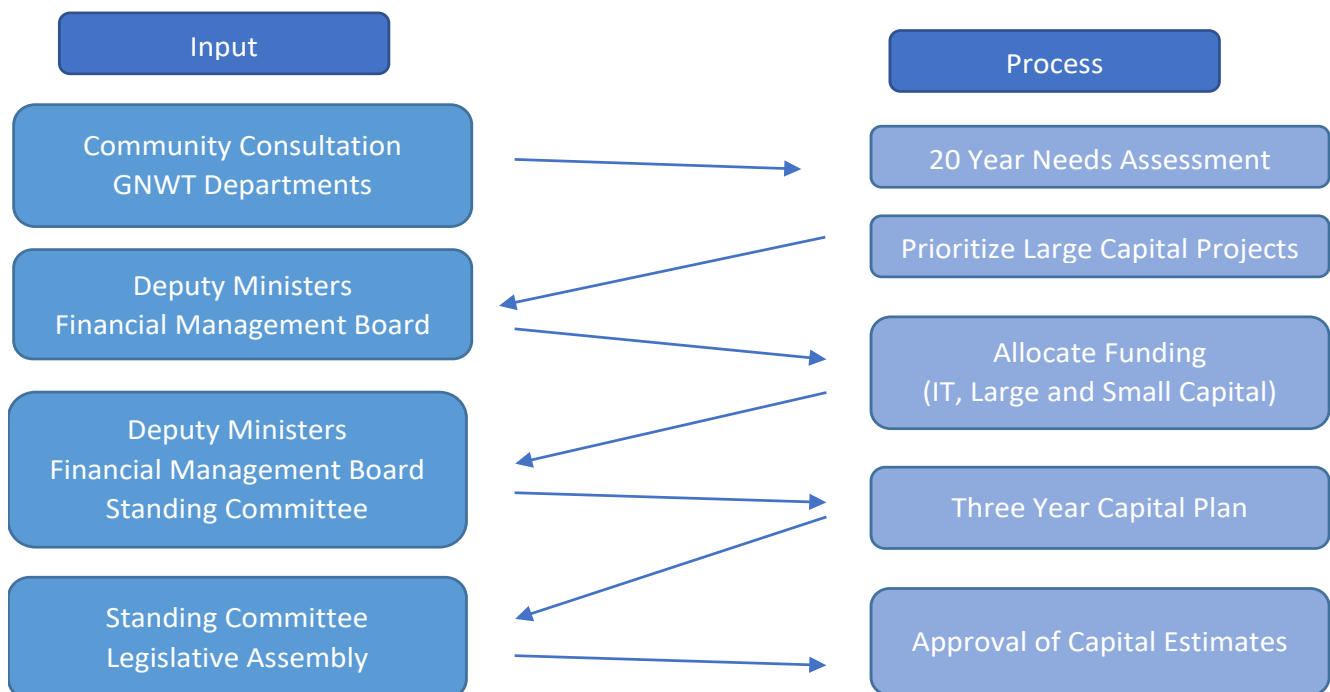 Input
Process
Community Consultation
GNWT Departments
20 Year Needs Assessment
Prioritize Large Capital Projects
Deputy Ministers
Financial Management Board
Allocate Funding
(IT, Large and Small Capital)
Deputy Ministers
Financial Management Board
Standing Committee
Three Year Capital Plan
Standing Committee
Legislative Assembly
Approval of Capital Estimates